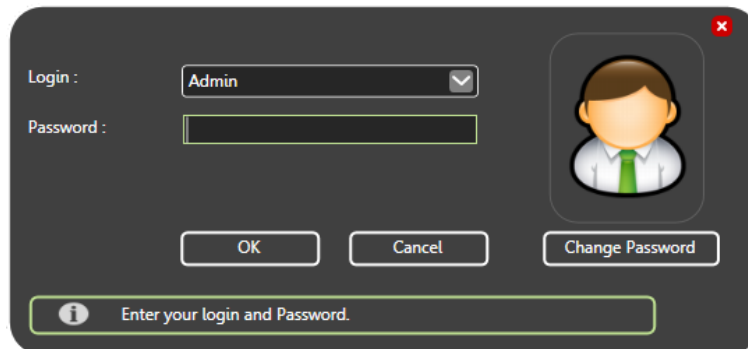 Login :
Admin
Password :
OK
Cancel
Change Password
Enter your login and Password.